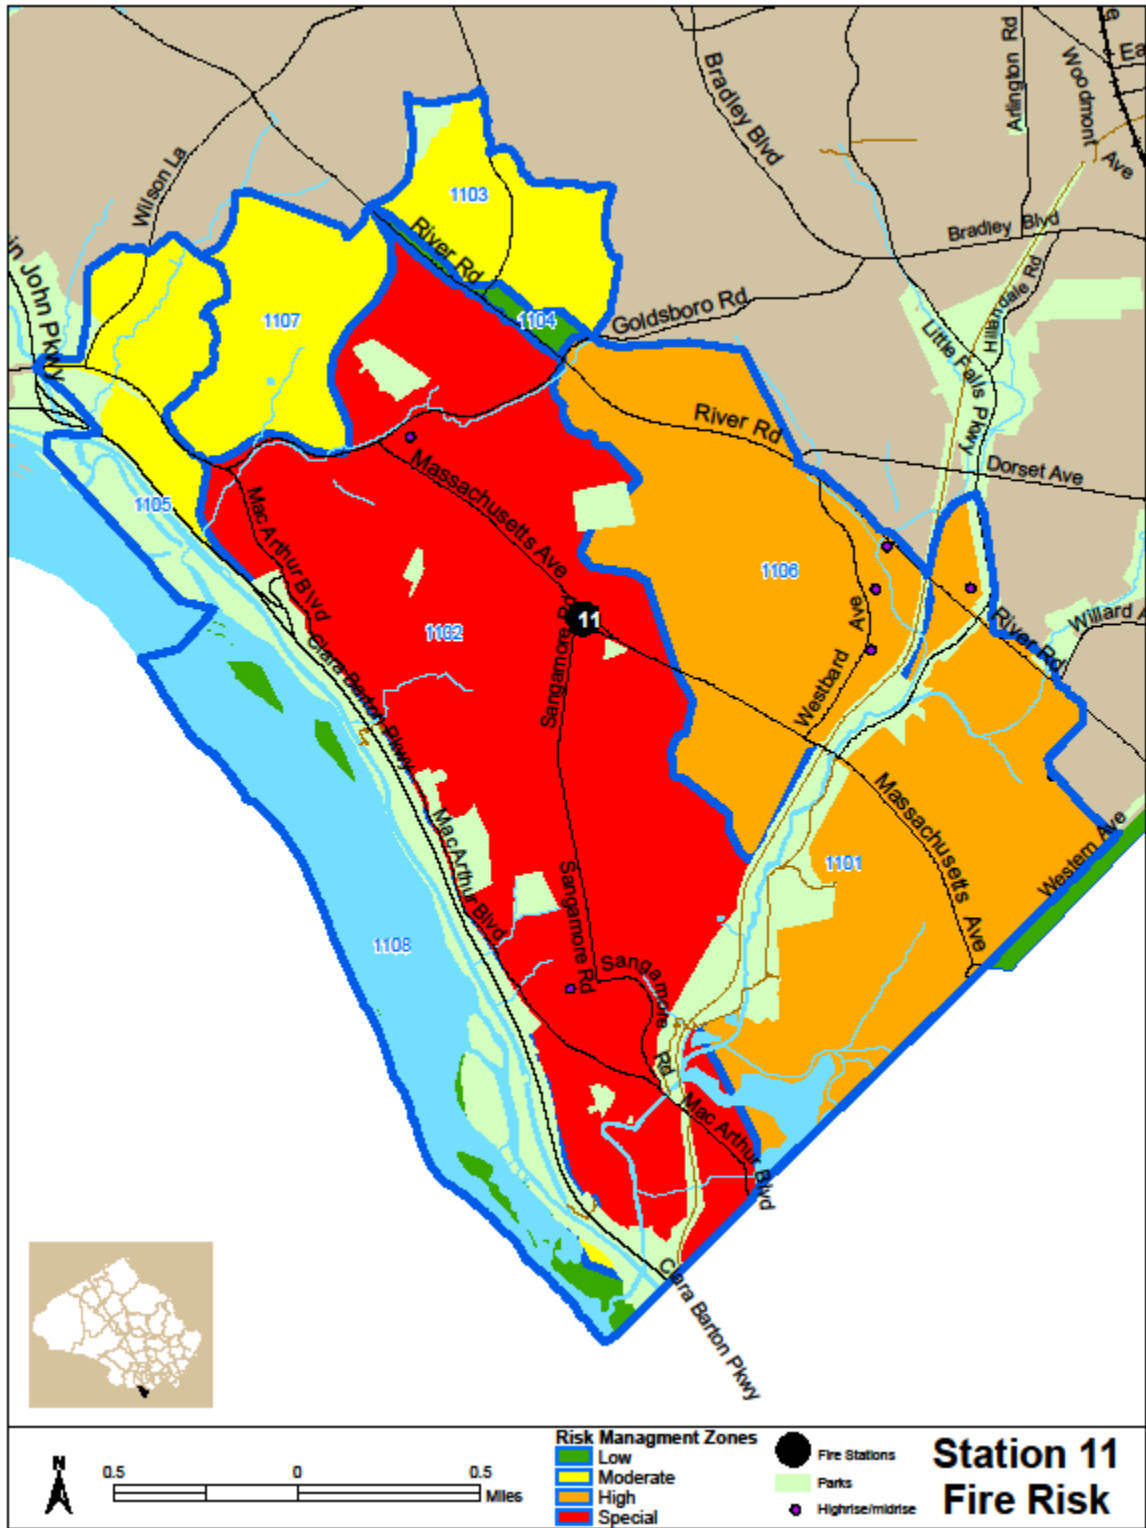 Arlington Rd
Woodmont
Ave
Bradley Blvd
Wilson La
1103
Bradley Blvd
River Rd
in John Pkwy
Hillandale Rd
1107
1104
Goldsboro Rd
Little Falls Pkwy
River Rd
Dorset Ave
Massachusetts Ave
1105
Mac Arthur Blvd
1106
11
Willard
1102
Sangamore Rd
Ave
River Rd
Clara Barton Pkwy
Westbard
Massachusetts
Ave
Mac Arthur Blvd
1101
Western Ave
Sangamore Rd
1108
Sangamore
Rd
Mac Arthur Blvd
Clara Barton Pkwy
N
0.5
0
0.5
Miles
Risk Managment Zones
Low
Moderate
High
Special
Fire Stations
Parks
Highrise/midrise
Station 11
Fire Risk